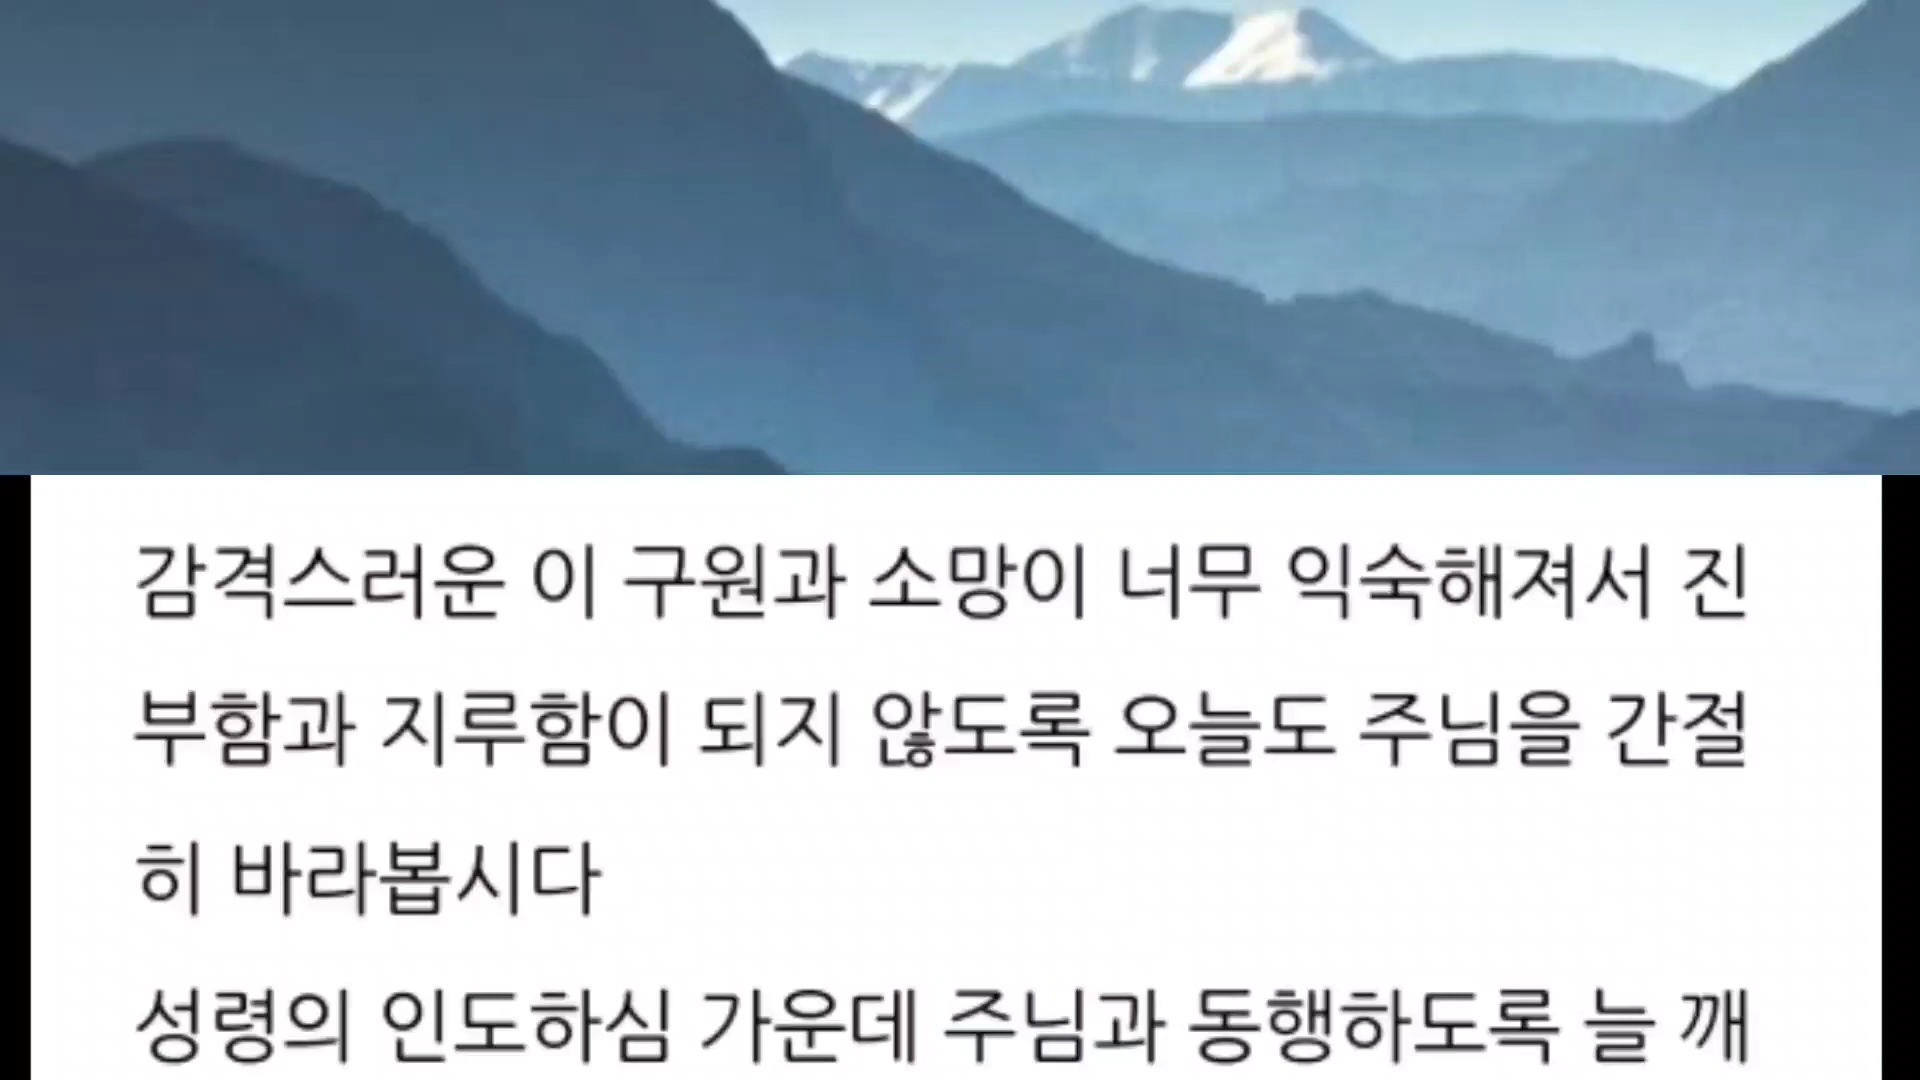 감격스러운 이 구원과 소망이 너무 익숙해져서 진
부함과 지루함이 되지 않도록 오늘도 주님을 간절
히 바라봅시다
성령의 인도하심 가운데 주님과 동행하도록 늘 깨